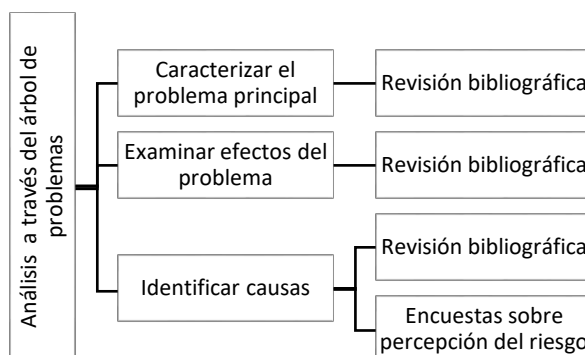 Análisis a través del árbol de
problemas
Caracterizar el
problema principal
Revisión bibliográfica
Examinar efectos del
problema
Revisión bibliográfica
Identificar causas
Revisión bibliográfica
Encuestas sobre
percepción del riesgo